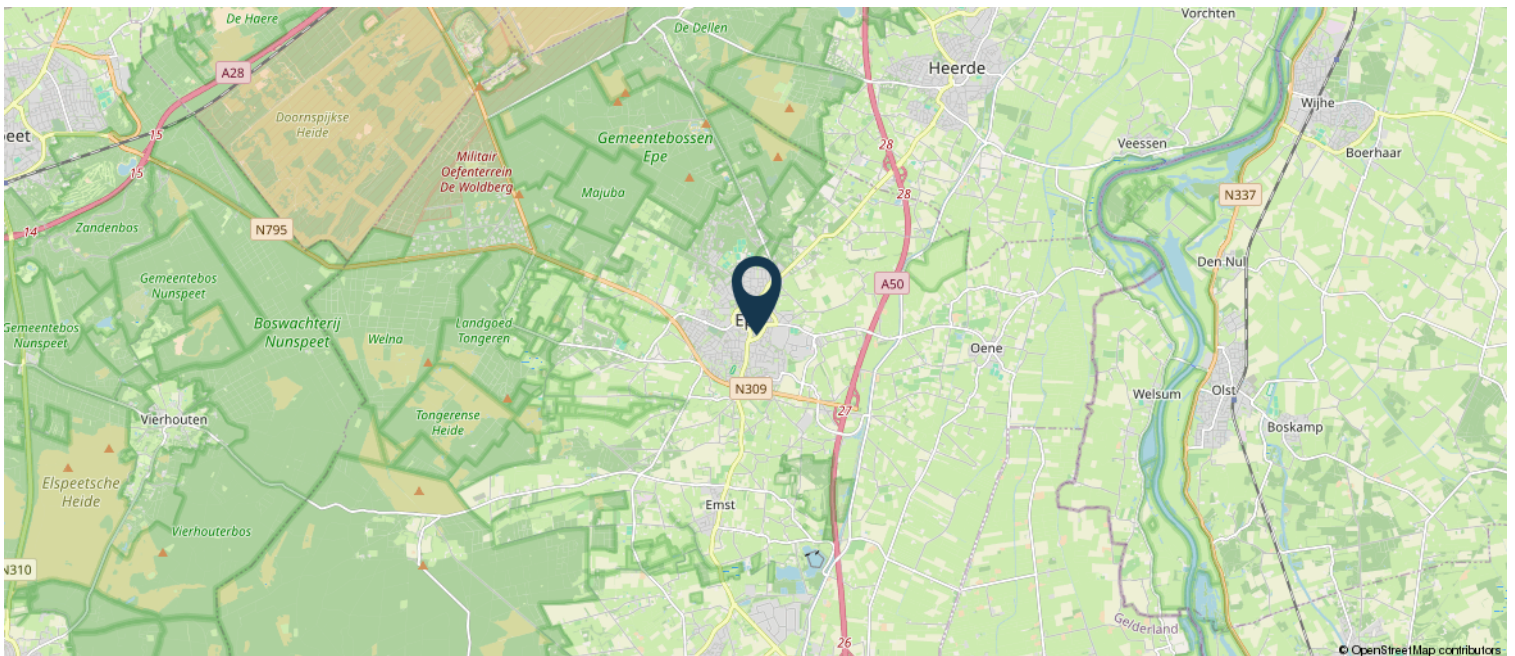 De Haere
De Dellen
Vorchten
Heerde
A28
Wijhe
Doornspijkse
Heide
15
Gemeentebossen
Epe
28
Veessen
Boerhaar
Militair
Oefenterrein
De Woldberg
15
Majuba
28
N337
14
Zandenbos
N795
Den Nul
Gemeentebos
Nunspeet
A50
Boswachterij
Nunspeet
Gemeentebos
Nunspeet
Welna
Landgoed
Tongeren
Oene
N309
Welsum
Olst
27
Vierhouten
Tongerense
Heide
Boskamp
Elspeetsche
Heide
Emst
Vierhouterbos
N310
Gelderland
26
© OpenStreetMap contributors